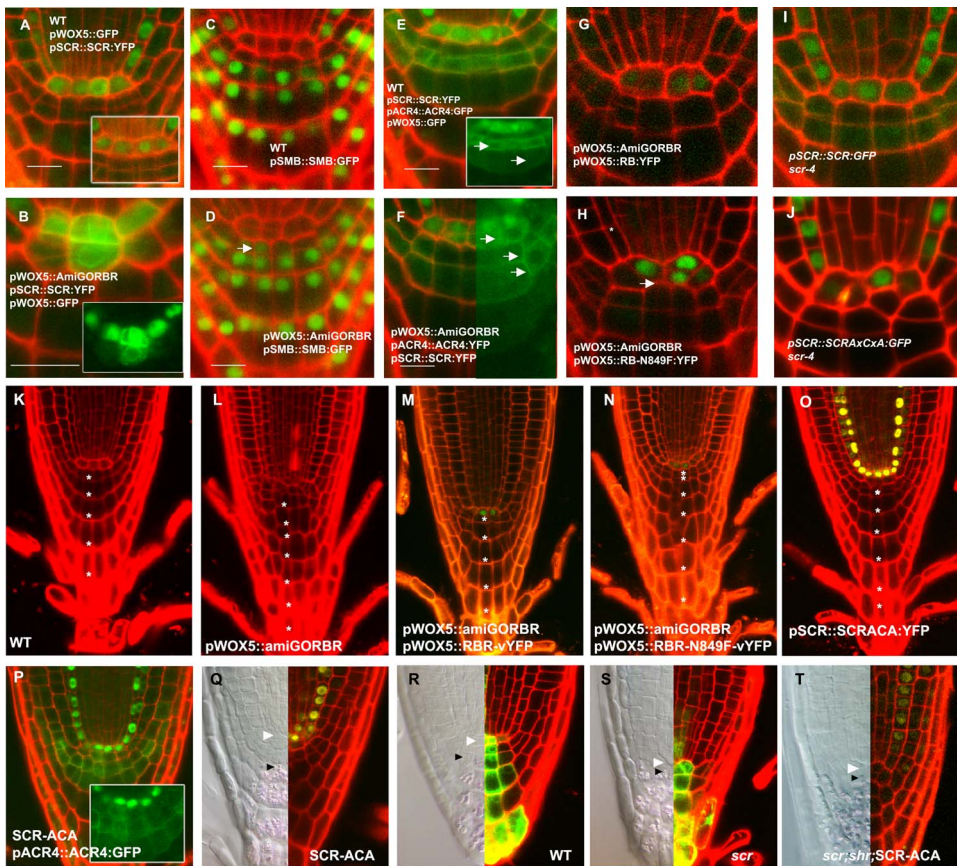 A
WT
pWOX5::GFP
pSCR::SCR:YFP
C
WT
pSMB::SMB:GFP
E
WT
pSCR::SCR:YFP
pACR4::ACR4:GFP
pWOX5::GFP
G
pWOX5::AmiGORBR
pWOX5::RB:YFP
I
pSCR::SCR:GFP
scr-4
B
pWOX5::AmiGORBR
pSCR::SCR:YFP
pWOX5::GFP
D
pWOX5::AmiGORBR
pSMB::SMB:GFP
F
pWOX5::AmiGORBR
pACR4::ACR4:YFP
pSCR::SCR:YFP
H
*
pWOX5::AmiGORBR
pWOX5::RB-N849F:YFP
J
pSCR::SCRAxCxA:GFP
scr-4
K
*
*
*
*
*
WT
L
*
*
*
*
*
*
*
pWOX5::amiGORBR
M
*
*
*
*
*
*
pWOX5::amiGORBR
pWOX5::RBR-vYFP
N
*
*
*
*
*
*
*
pWOX5::amiGORBR
pWOX5::RBR-N849F-vYFP
O
*
*
*
*
*
*
pSCR::SCRACA:YFP
P
SCR-ACA
pACR4::ACR4:GFP
Q
SCR-ACA
R
WT
S
scr
T
scr;shr;SCR-ACA